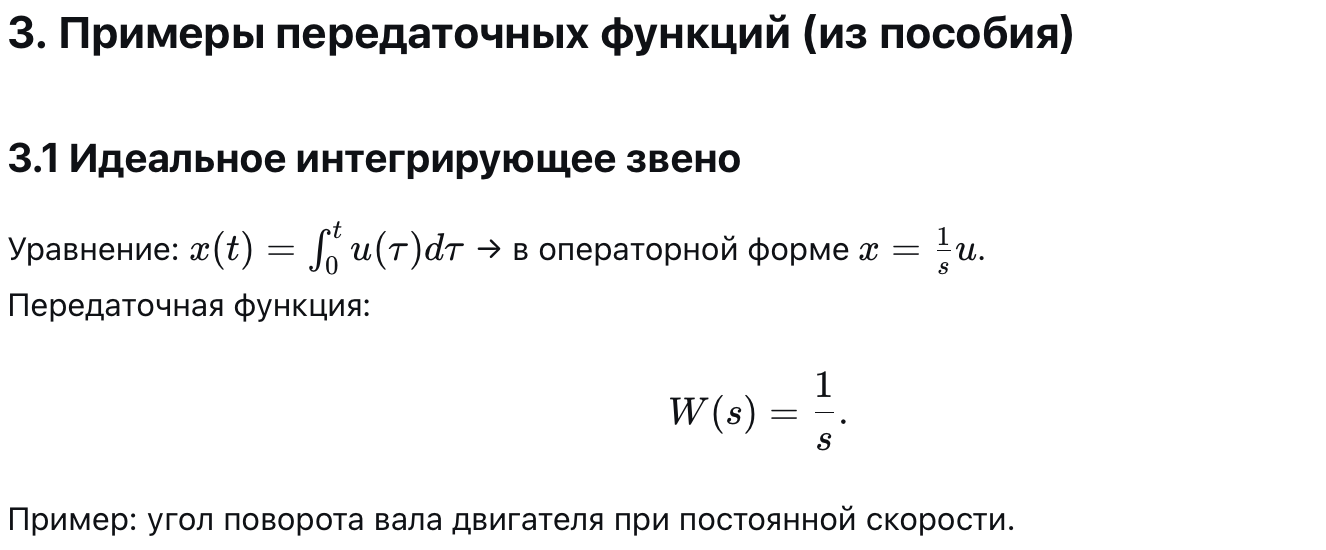 3. Примеры передаточных функций (из пособия)
3.1 Идеальное интегрирующее звено
Уравнение: x(t) = ∫₀ᵗ u(τ)dτ → в операторной форме x = 1/s u.
Передаточная функция:
W(s) = 1/s.
Пример: угол поворота вала двигателя при постоянной скорости.